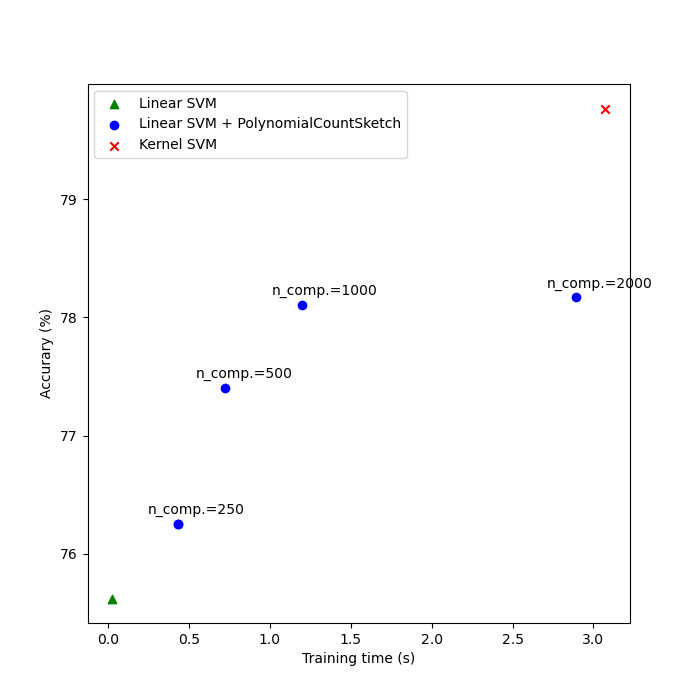 Linear SVM
Linear SVM + PolynomialCountSketch
Kernel SVM
79
n_comp.=2000
n_comp.=1000
78
n_comp.=500
77
n_comp.=250
76
Accurary (%)
0.0 0.5 1.0 1.5 2.0 2.5 3.0
Training time (s)